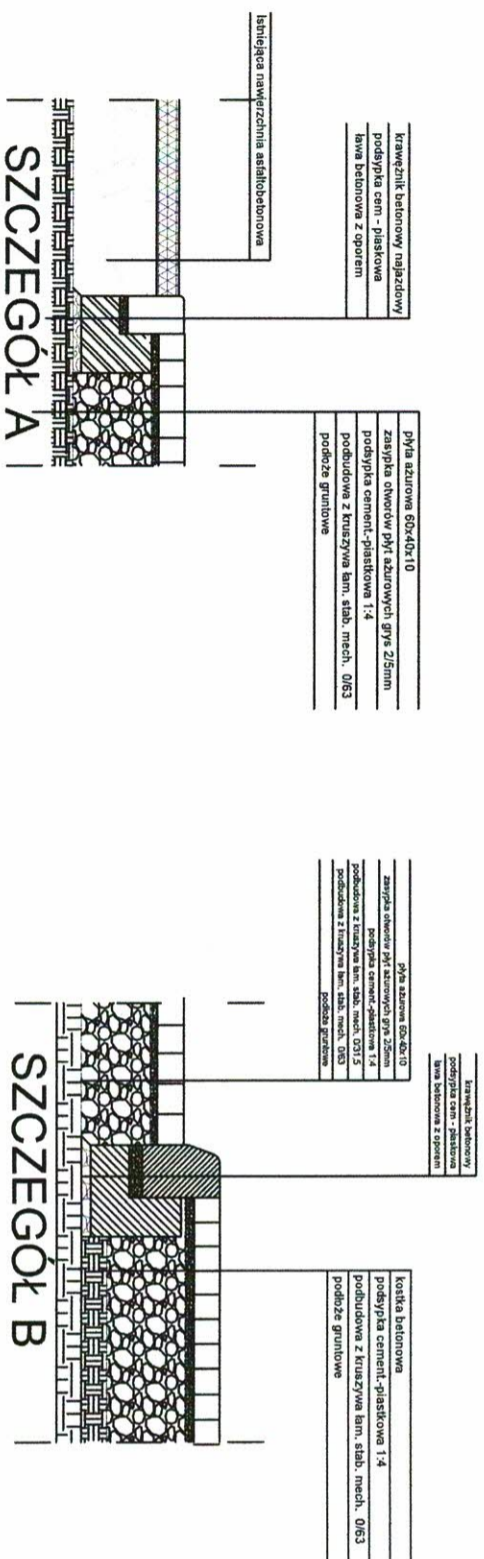 Istniejąca nawierzchnia asfaltobetonowa
krawężnik betonowy najazdowy
podsypka cem - piaskowa
ława betonowa z oporem
płyta ażurowa 60x40x10
zasypka otworów płyt ażurowych grys 2/5mm
podsypka cement.-piastkowa 1:4
podbudowa z kruszywa łam. stab. mech. 0/63
podłoże gruntowe
SZCZEGÓŁ A
płyta ażurowa 60x40x10
zasypka otworów płyt ażurowych grys 2/5mm
podsypka cement.-piastkowa 1:4
podbudowa z kruszywa łam. stab. mech. 0/31,5
podbudowa z kruszywa łam. stab. mech. 0/63
podłoże gruntowe
krawężnik betonowy
podsypka cem - piaskowa
ława betonowa z oporem
kostka betonowa
podsypka cement.-piastkowa 1:4
podbudowa z kruszywa łam. stab. mech. 0/63
podłoże gruntowe
SZCZEGÓŁ B